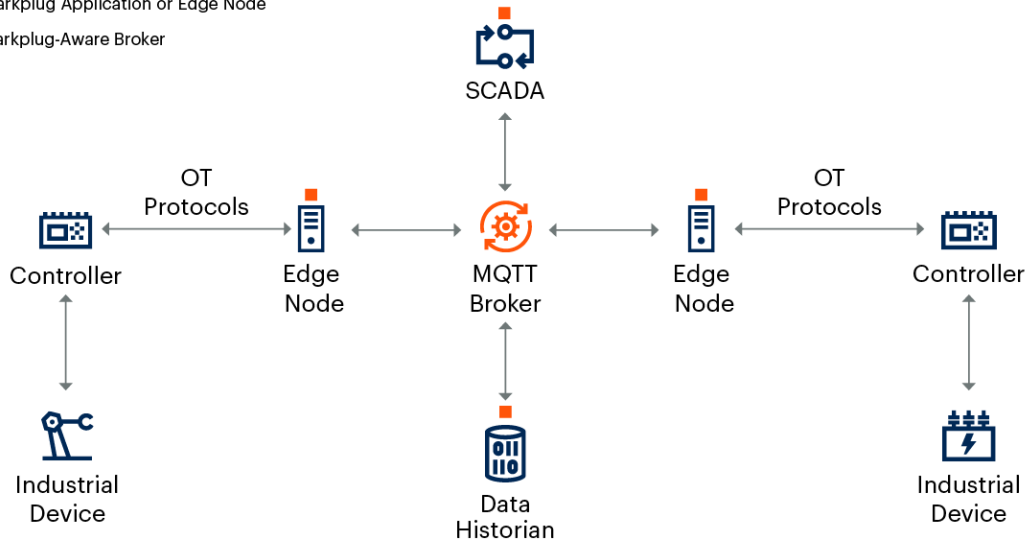 arkplug Application or Edge Node
arkplug-Aware Broker
SCADA
OT
Protocols
OT
Protocols
Controller
Edge
Node
MQTT
Broker
Edge
Node
Controller
Industrial
Device
Data
Historian
Industrial
Device